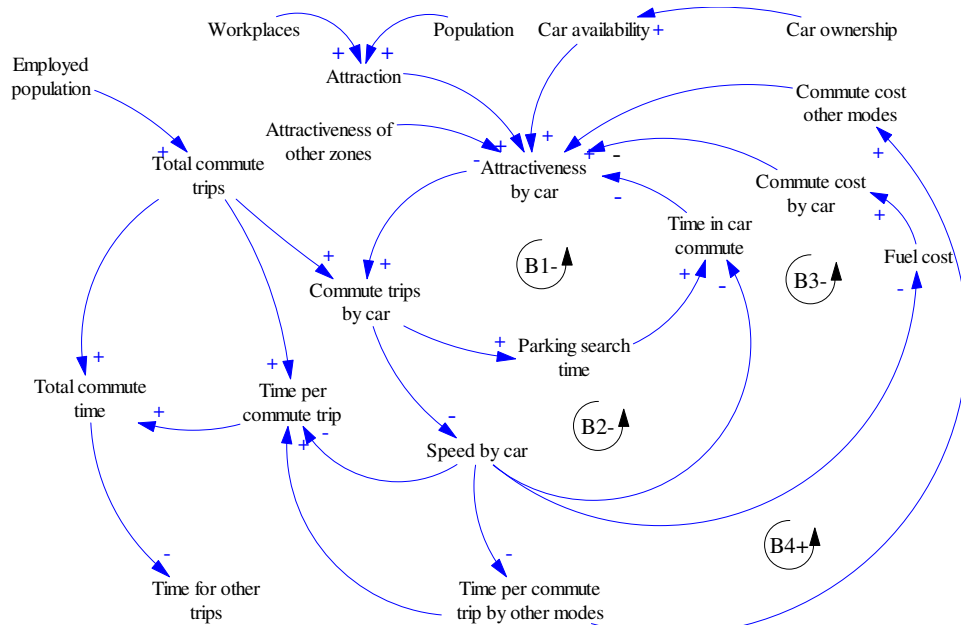 Workplaces
Population
Car availability
+
Car ownership
+
+
Employed
population
Attraction
Commute cost
other modes
Attractiveness of
other zones
+
+
+
-
+
+
-
Total commute
trips
Attractiveness
by car
+
Commute cost
by car
-
Time in car
commute
+
Fuel cost
B1-
B3-
+
+
Commute trips
by car
+
-
-
+
Parking search
time
+
+
Total commute
time
Time per
commute trip
+
-
+
-
Speed by car
B2-
B4+
-
-
Time for other
trips
Time per commute
trip by other modes